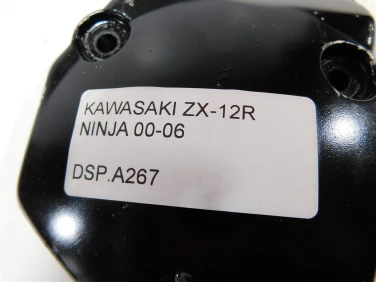 KAWASAKI ZX-12R
NINJA 00-06
DSP.A267